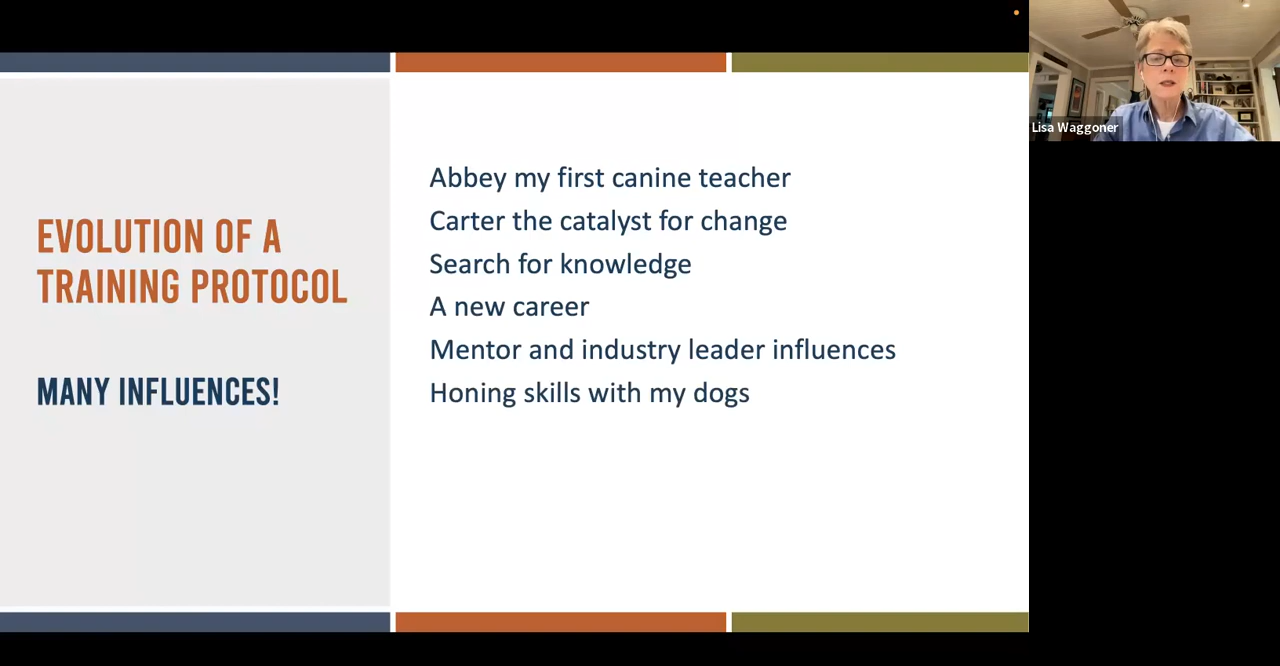 EVOLUTION OF A
TRAINING PROTOCOL
MANY INFLUENCES!
Abbey my first canine teacher
Carter the catalyst for change
Search for knowledge
A new career
Mentor and industry leader influences
Honing skills with my dogs
Lisa Waggoner